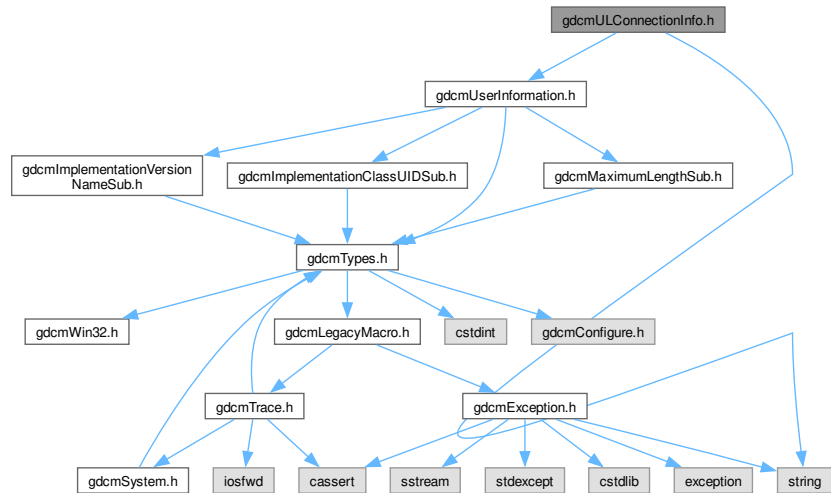 gdcmULConnectionInfo.h
gdcmUserInformation.h
gdcmImplementationVersion
NameSub.h
gdcmImplementationClassUIDSub.h
gdcmMaximumLengthSub.h
gdcmTypes.h
gdcmWin32.h
gdcmLegacyMacro.h
cstdint
gdcmConfigure.h
gdcmTrace.h
gdcmException.h
gdcmSystem.h
iosfwd
cassert
sstream
stdexcept
cstdlib
exception
string